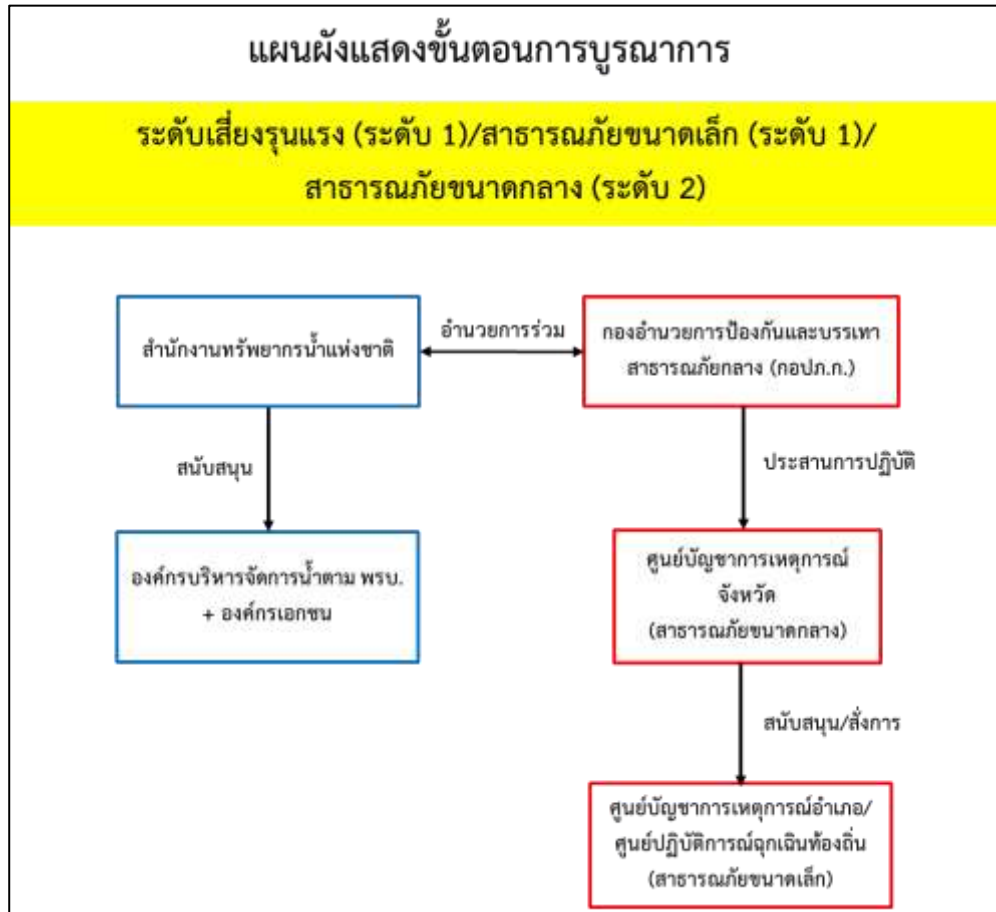 แผนผังแสดงขั้นตอนการบูรณาการ
ระดับเสี่ยงรุนแรง (ระดับ 1)/สาธารณภัยขนาดเล็ก (ระดับ 1)/
สาธารณภัยขนาดกลาง (ระดับ 2)
สำนักงานทรัพยากรน้ำแห่งชาติ
อำนวยการร่วม
กองอำนวยการป้องกันและบรรเทา
สาธารณภัยกลาง (กอปภ.ก.)
สนับสนุน
ประสานการปฏิบัติ
องค์กรบริหารจัดการน้ำตาม พรบ.
+ องค์กรเอกชน
ศูนย์บัญชาการเหตุการณ์
จังหวัด
(สาธารณภัยขนาดกลาง)
สนับสนุน/สั่งการ
ศูนย์บัญชาการเหตุการณ์อำเภอ/
ศูนย์ปฏิบัติการณ์ฉุกเฉินท้องถิ่น
(สาธารณภัยขนาดเล็ก)